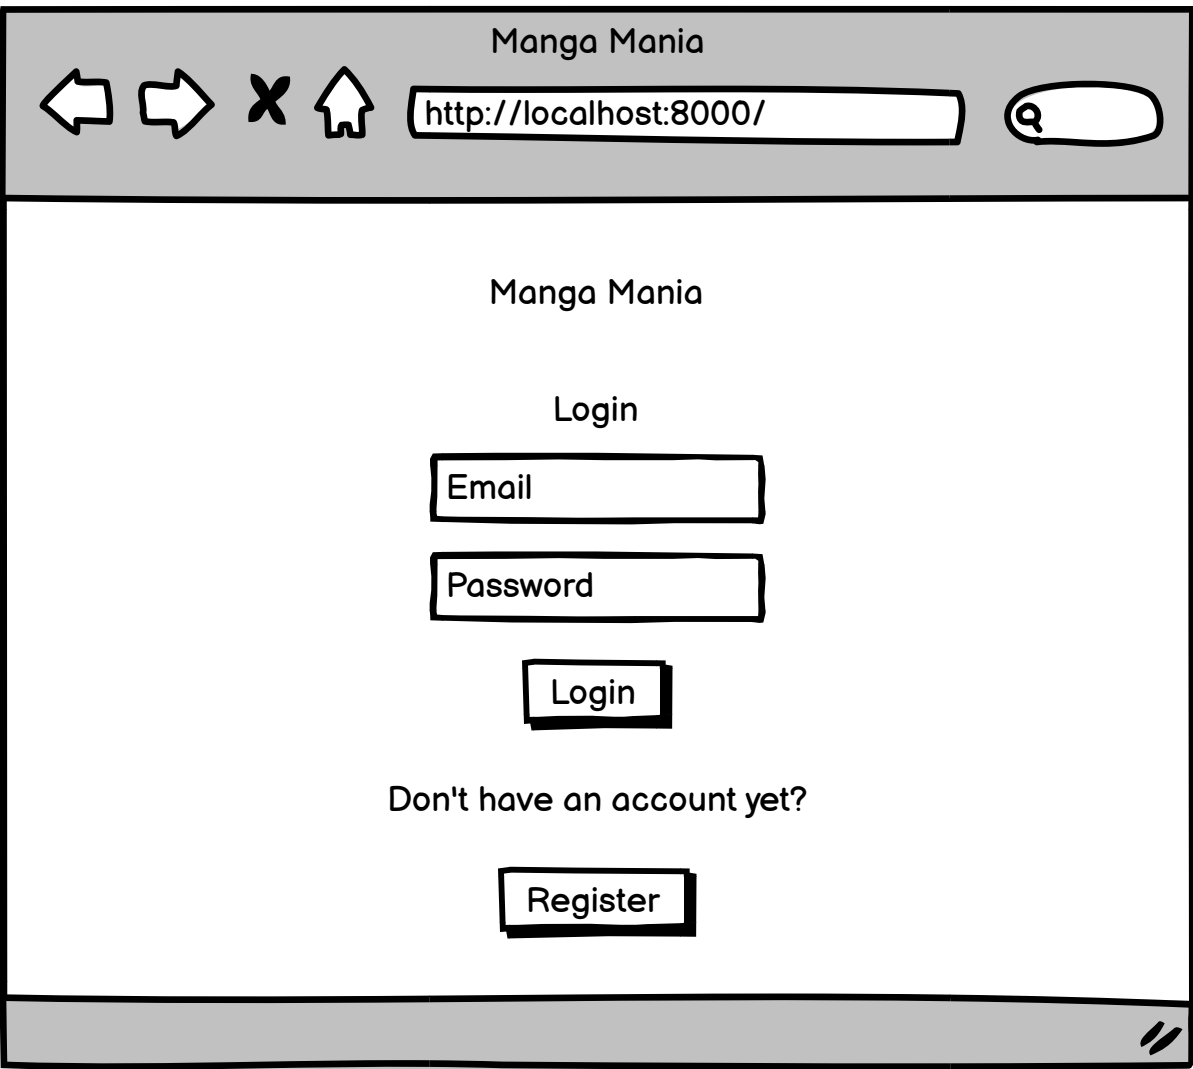 Manga Mania
http://localhost:8000/
Manga Mania
Login
Email
Password
Login
Don't have an account yet?
Register